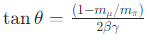 tan θ = (1−m_μ/m_π) / 2βγ